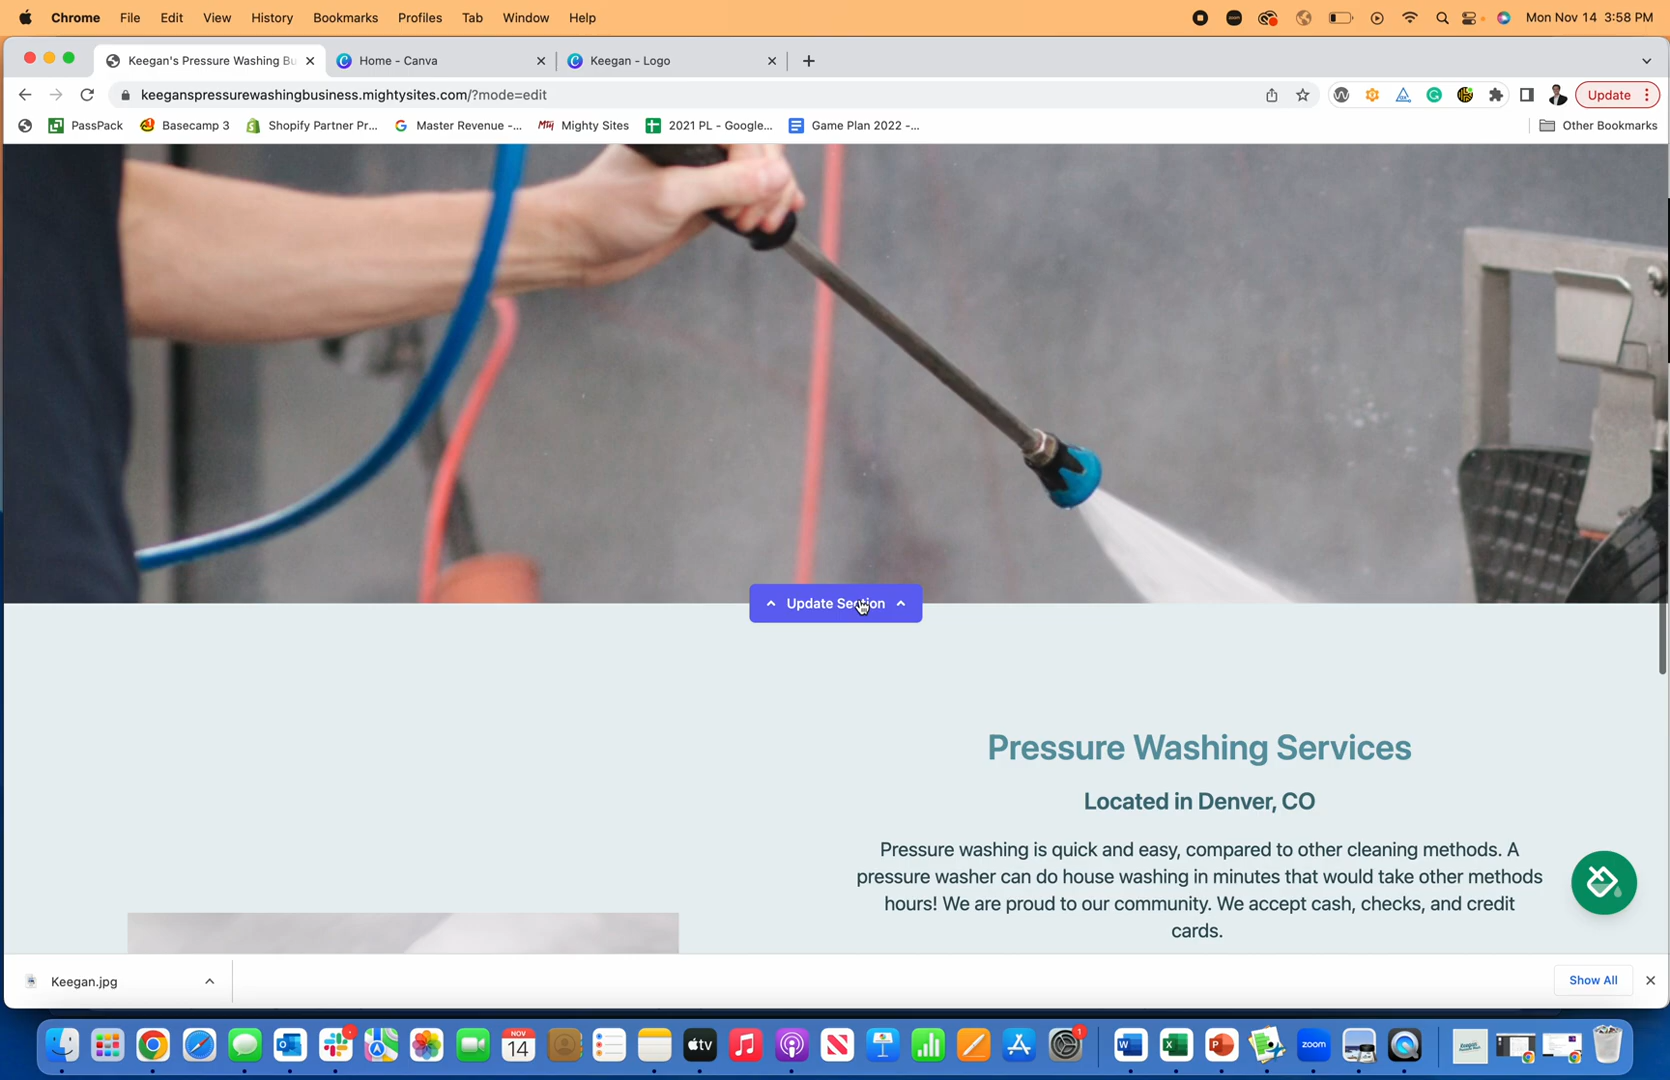 Chrome File Edit View History Bookmarks Profiles Tab Window Help Mon Nov 14 3:58 PM
Keegan's Pressure Washing Bu Home - Canva Keegan - Logo
keeganspressurewashingbusiness.mightysites.com/?mode=edit Update
PassPack Basecamp 3 Shopify Partner Pr... Master Revenue -... Mighty Sites 2021 PL - Google... Game Plan 2022 -... Other Bookmarks
Update Section
Pressure Washing Services
Located in Denver, CO
Pressure washing is quick and easy, compared to other cleaning methods. A
pressure washer can do house washing in minutes that would take other methods
hours! We are proud to our community. We accept cash, checks, and credit
cards.
Keegan.jpg Show All
NOV
14 tv zoom